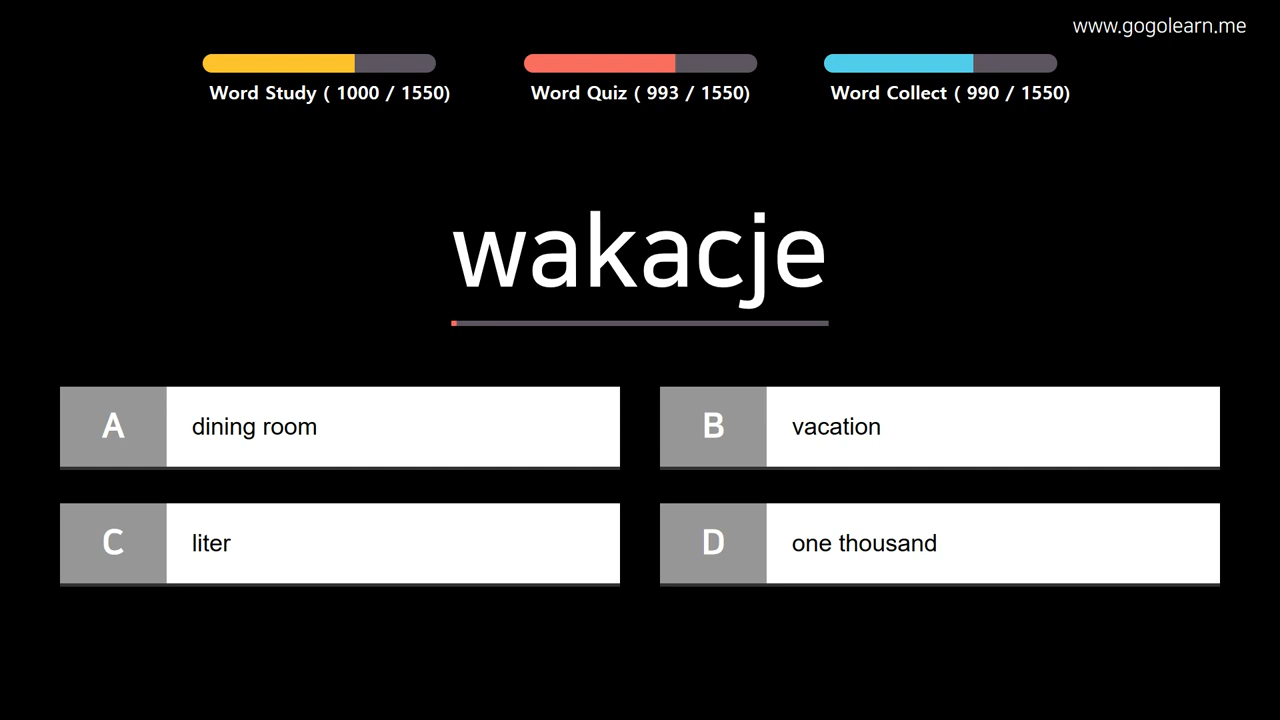 www.gogolearn.me
Word Study ( 1000 / 1550)
Word Quiz ( 993 / 1550)
Word Collect ( 990 / 1550)
wakacje
A
dining room
B
vacation
C
liter
D
one thousand